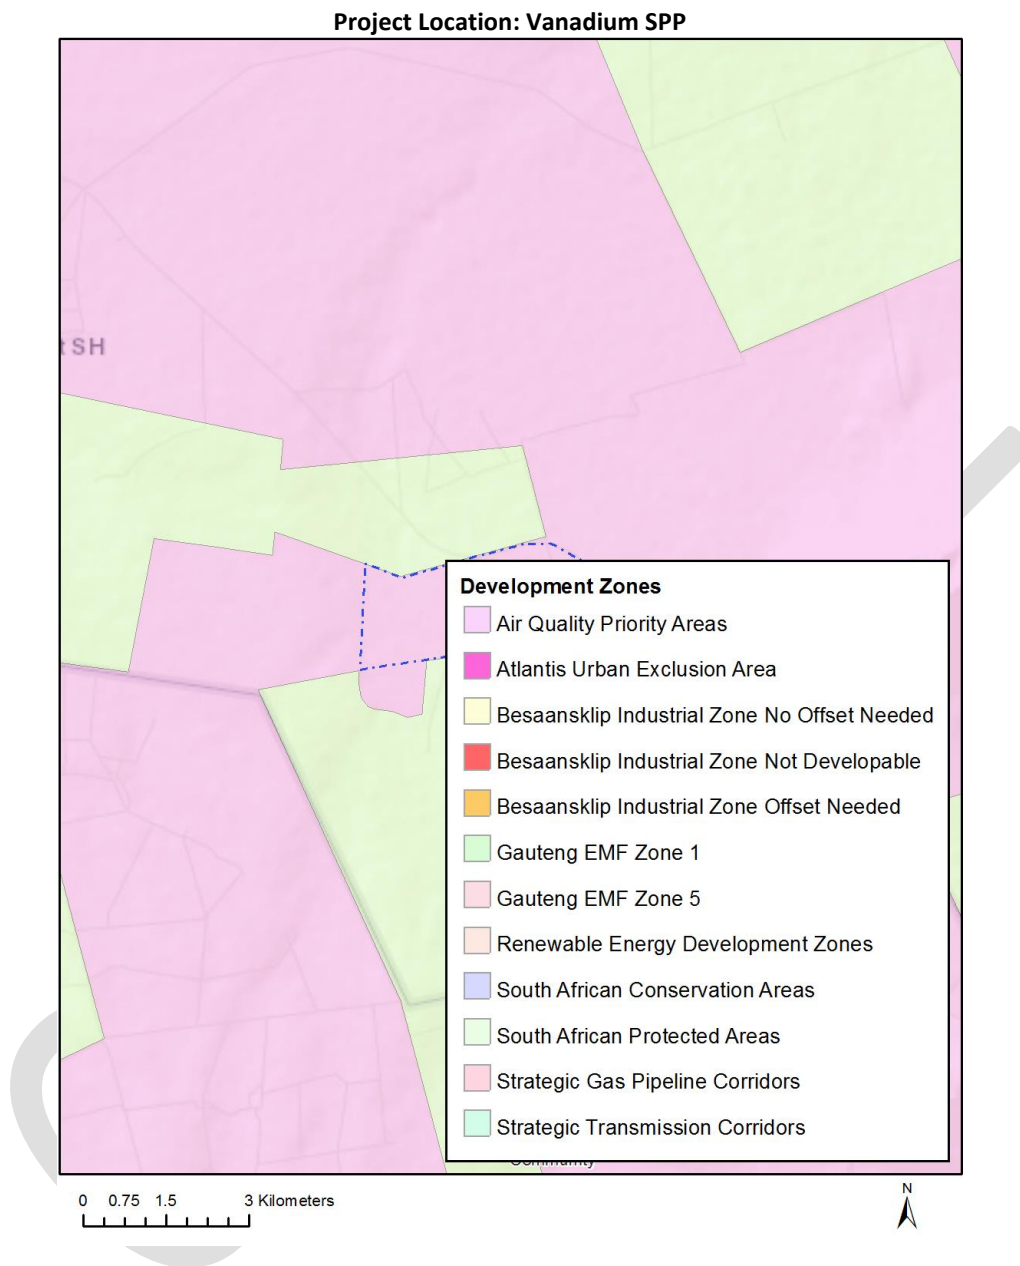 Project Location: Vanadium SPP
t SH
Development Zones
Air Quality Priority Areas
Atlantis Urban Exclusion Area
Besaansklip Industrial Zone No Offset Needed
Besaansklip Industrial Zone Not Developable
Besaansklip Industrial Zone Offset Needed
Gauteng EMF Zone 1
Gauteng EMF Zone 5
Renewable Energy Development Zones
South African Conservation Areas
South African Protected Areas
Strategic Gas Pipeline Corridors
Strategic Transmission Corridors
Community
0 0.75 1.5 3 Kilometers
N